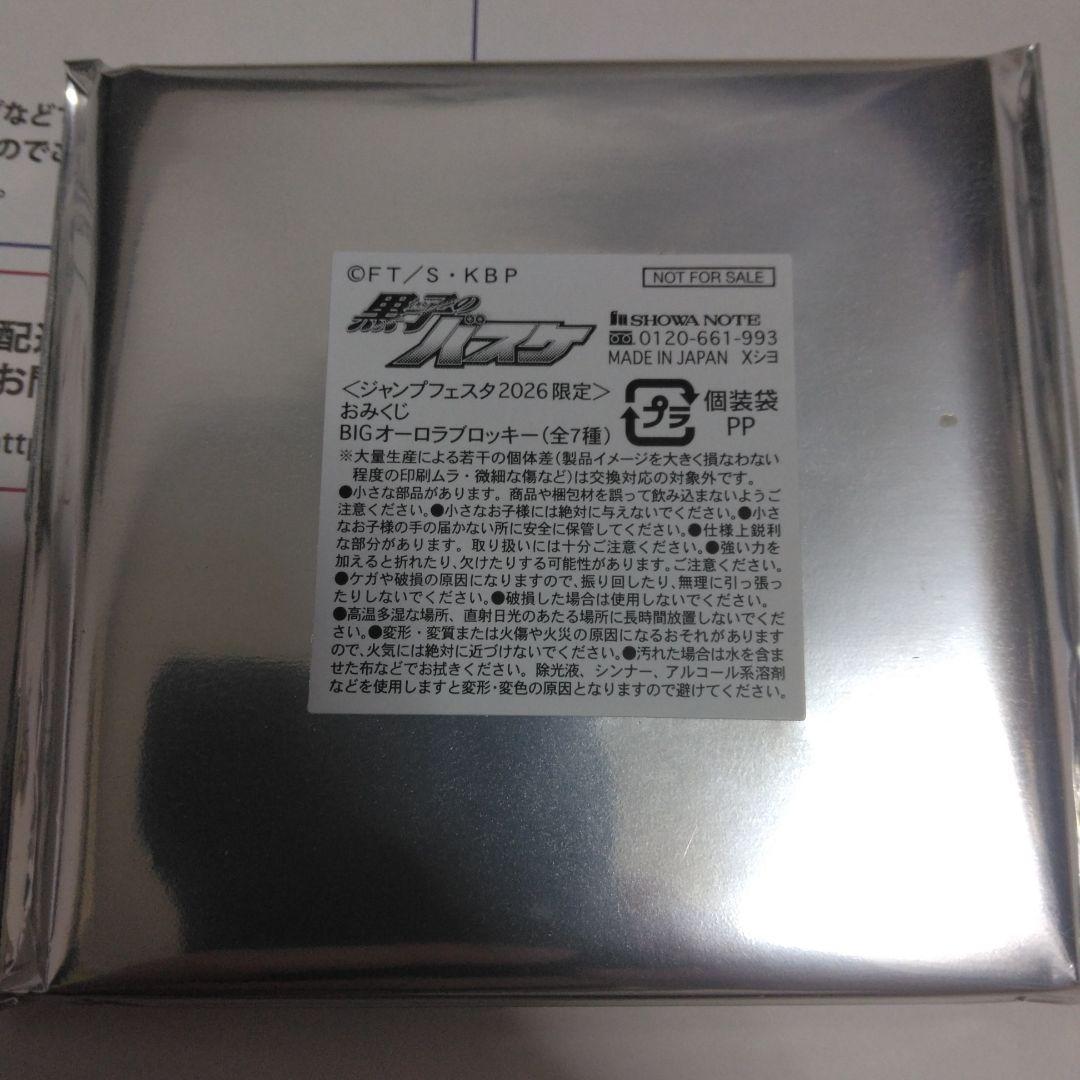 ©FT/S・KBP
NOT FOR SALE
黒子のバスケ
SHOWA NOTE
0120-661-993
MADE IN JAPAN Xシヨ
<ジャンプフェスタ2026限定>
おみくじ
BIGオーロラブロッキー(全7種)
プラ
個装袋
PP
※大量生産による若干の個体差(製品イメージを大きく損なわない
程度の印刷ムラ・微細な傷など)は交換対応の対象外です。
●小さな部品があります。商品や梱包材を誤って飲み込まないようご
注意ください。●小さなお子様には絶対に与えないでください。●小さ
なお子様の手の届かない所に安全に保管してください。●仕様上鋭利
な部分があります。取り扱いには十分ご注意ください。●強い力を
加えると折れたり、欠けたりする可能性があります。ご注意ください。
●ケガや破損の原因になりますので、振り回したり、無理に引っ張っ
たりしないでください。●破損した場合は使用しないでください。
●高温多湿な場所、直射日光のあたる場所に長時間放置しないでくだ
さい。●変形・変質または火傷や火災の原因になるおそれがあります
ので、火気には絶対に近づけないでください。●汚れた場合は水を含ま
せた布などでお拭きください。除光液、シンナー、アルコール系溶剤
などを使用しますと変形・変色の原因となりますので避けてください。
などで
のでご
。
配送
お問